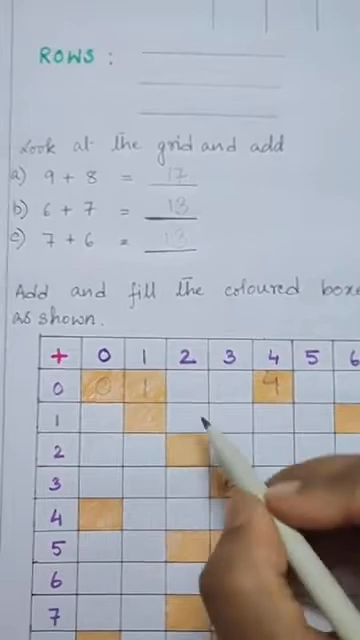 ROWS :
Look at the grid and add
a) 9 + 8 = 17
b) 6 + 7 = 13
c) 7 + 6 = 13
Add and fill the coloured boxe
as shown.
+ 0 1 2 3 4 5 6
0 0 1 4
1
2
3
4
5
6
7